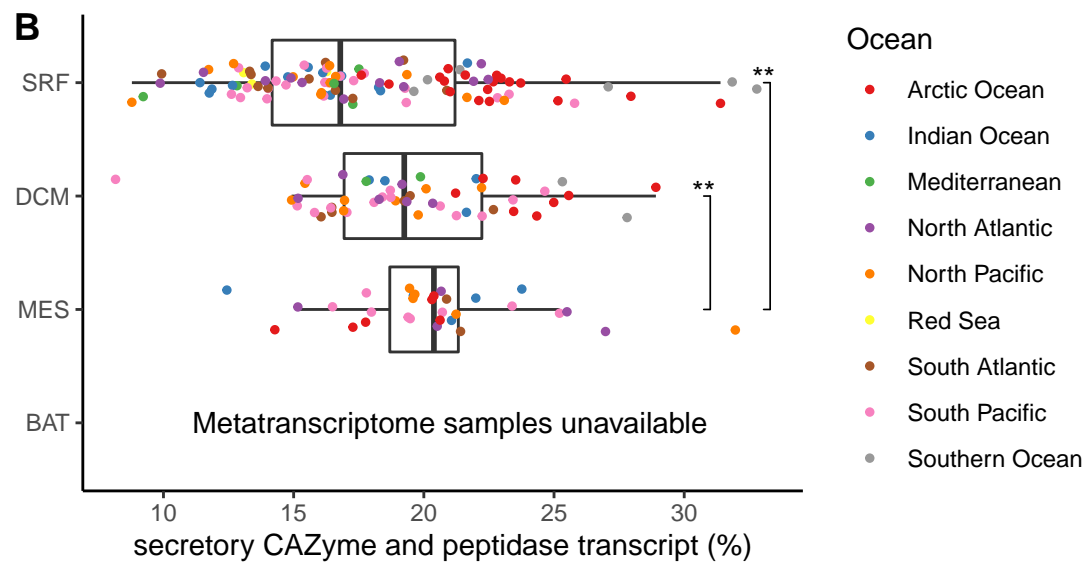 B
SRF
DCM
MES
BAT
**
**
Metatranscriptome samples unavailable
10 15 20 25 30
secretory CAZyme and peptidase transcript (%)
Ocean
Arctic Ocean
Indian Ocean
Mediterranean
North Atlantic
North Pacific
Red Sea
South Atlantic
South Pacific
Southern Ocean